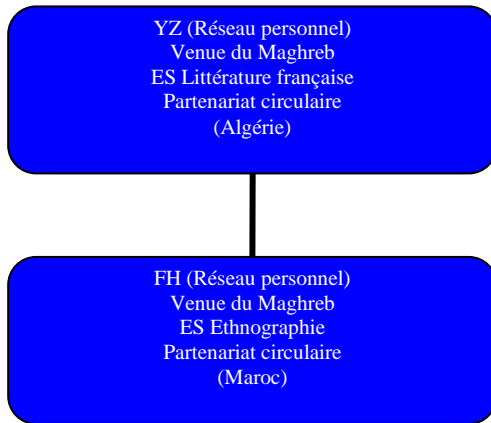 YZ (Réseau personnel)
Venue du Maghreb
ES Littérature française
Partenariat circulaire
(Algérie)
FH (Réseau personnel)
Venue du Maghreb
ES Ethnographie
Partenariat circulaire
(Maroc)